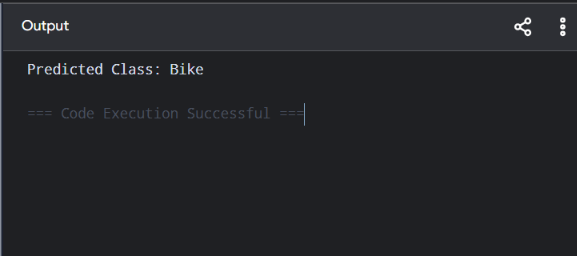 Output
Predicted Class: Bike
=== Code Execution Successful ===